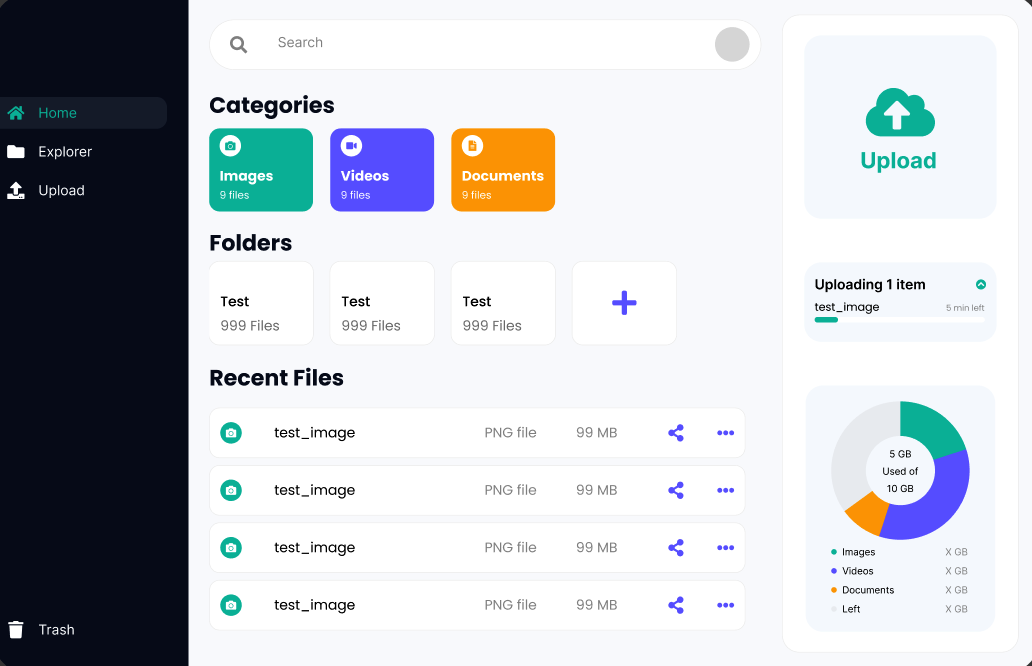 Home
Explorer
Upload
Trash
Search
Categories
Images
9 files
Videos
9 files
Documents
9 files
Folders
Test
999 Files
Test
999 Files
Test
999 Files
Recent Files
test_image PNG file 99 MB
test_image PNG file 99 MB
test_image PNG file 99 MB
test_image PNG file 99 MB
Upload
Uploading 1 item
test_image 5 min left
5 GB
Used of
10 GB
Images X GB
Videos X GB
Documents X GB
Left X GB